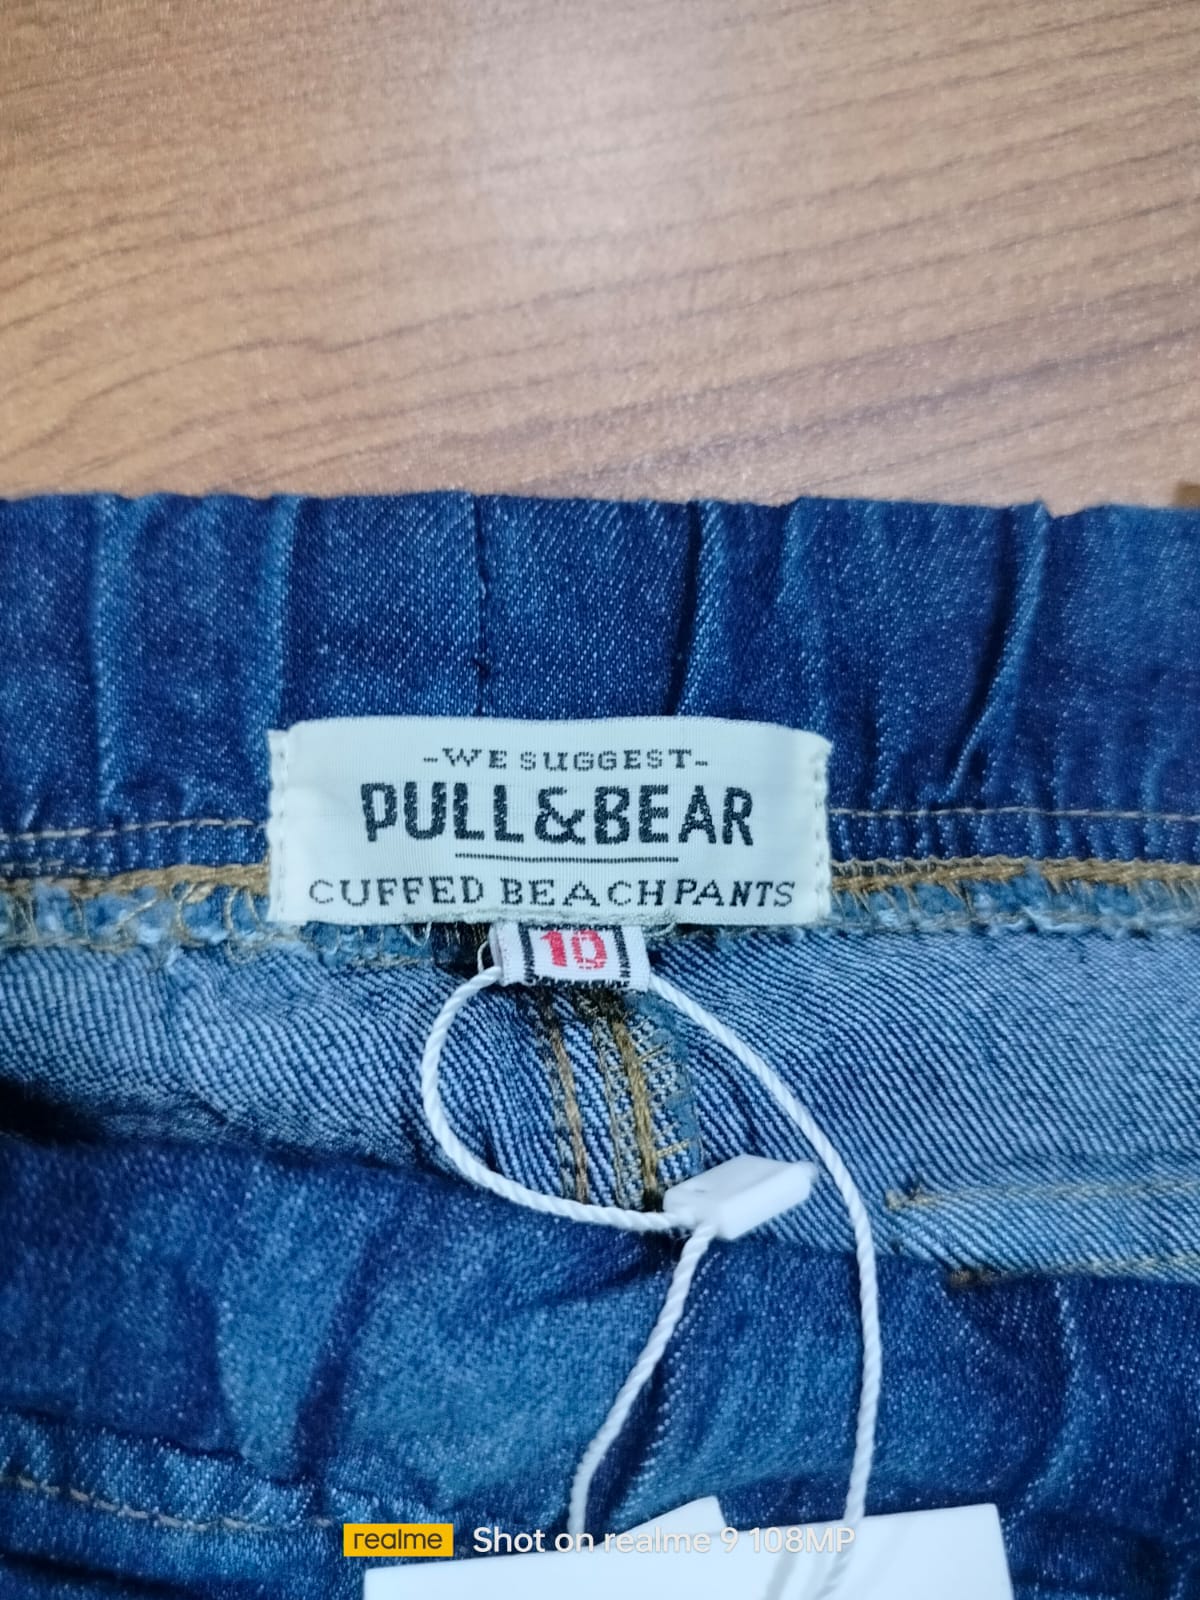 -WE SUGGEST-
PULL&BEAR
CUFFED BEACH PANTS
10
realme Shot on realme 9 108MP